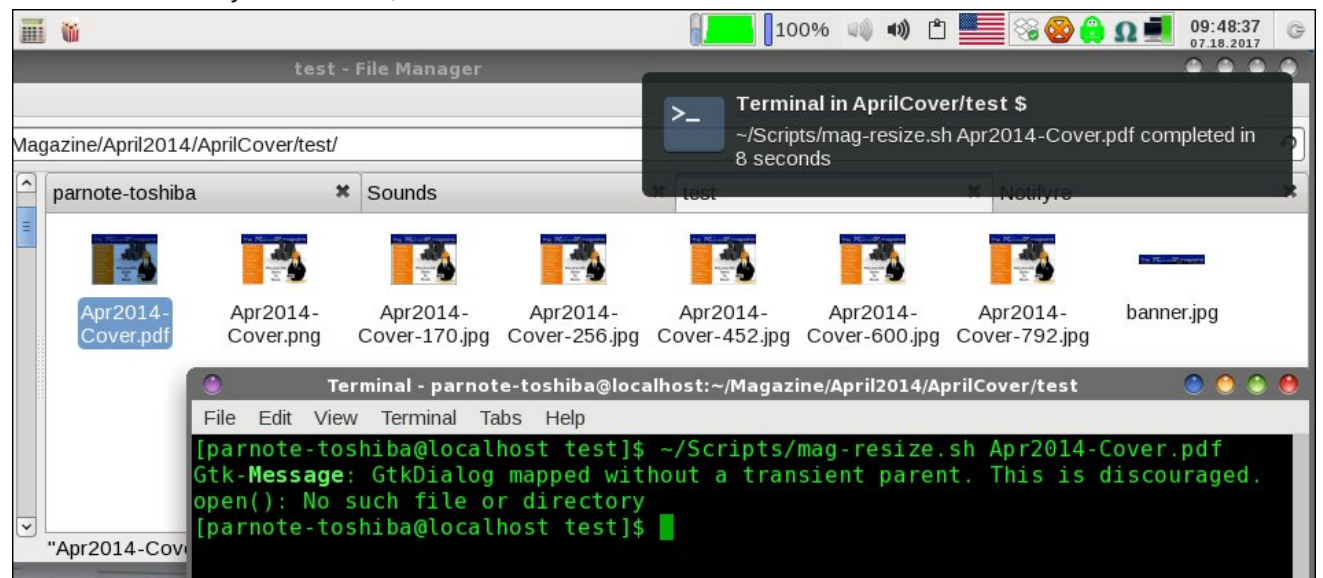 100%
09:48:37
07.18.2017
test - File Manager
Terminal in AprilCover/test $
~/Scripts/mag-resize.sh Apr2014-Cover.pdf completed in
8 seconds
Magazine/April2014/AprilCover/test/
parnote-toshiba
Sounds
test
Notifyre
Apr2014-
Cover.pdf
Apr2014-
Cover.png
Apr2014-
Cover-170.jpg
Apr2014-
Cover-256.jpg
Apr2014-
Cover-452.jpg
Apr2014-
Cover-600.jpg
Apr2014-
Cover-792.jpg
banner.jpg
Terminal - parnote-toshiba@localhost:~/Magazine/April2014/AprilCover/test
File Edit View Terminal Tabs Help
[parnote-toshiba@localhost test]$ ~/Scripts/mag-resize.sh Apr2014-Cover.pdf
Gtk-Message: GtkDialog mapped without a transient parent. This is discouraged.
open(): No such file or directory
[parnote-toshiba@localhost test]$
"Apr2014-Cov